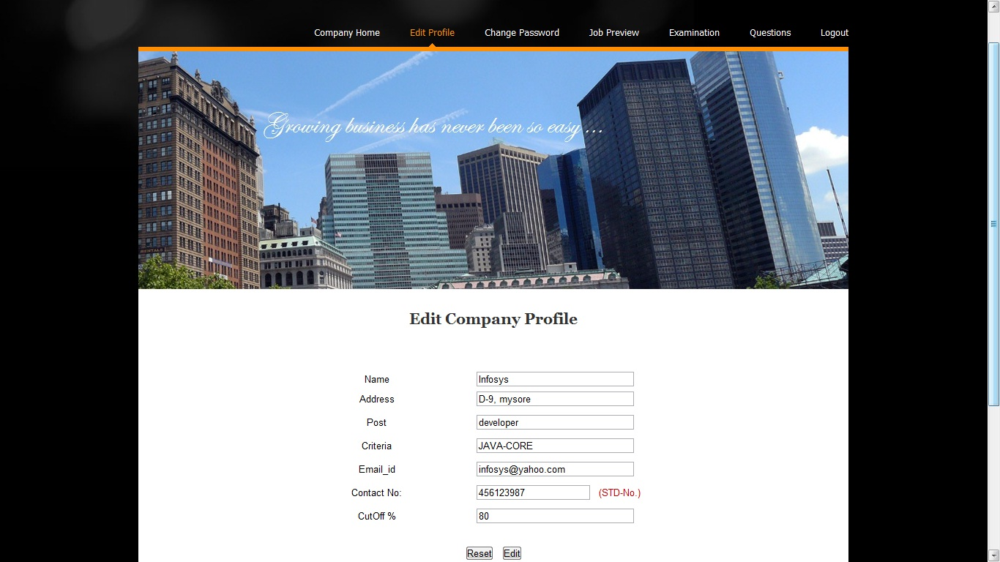 Company Home Edit Profile Change Password Job Preview Examination Questions Logout
Growing business has never been so easy ...
RENTALS
Edit Company Profile
Name Infosys
Address D-9, mysore
Post developer
Criteria JAVA-CORE
Email_id infosys@yahoo.com
Contact No: 456123987 (STD-No.)
CutOff % 80
Reset Edit